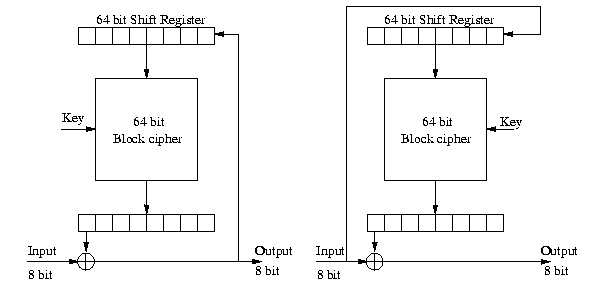 64 bit Shift Register
Key
64 bit
Block cipher
Input
8 bit
Output
8 bit
64 bit Shift Register
64 bit
Block cipher
Key
Input
8 bit
Output
8 bit